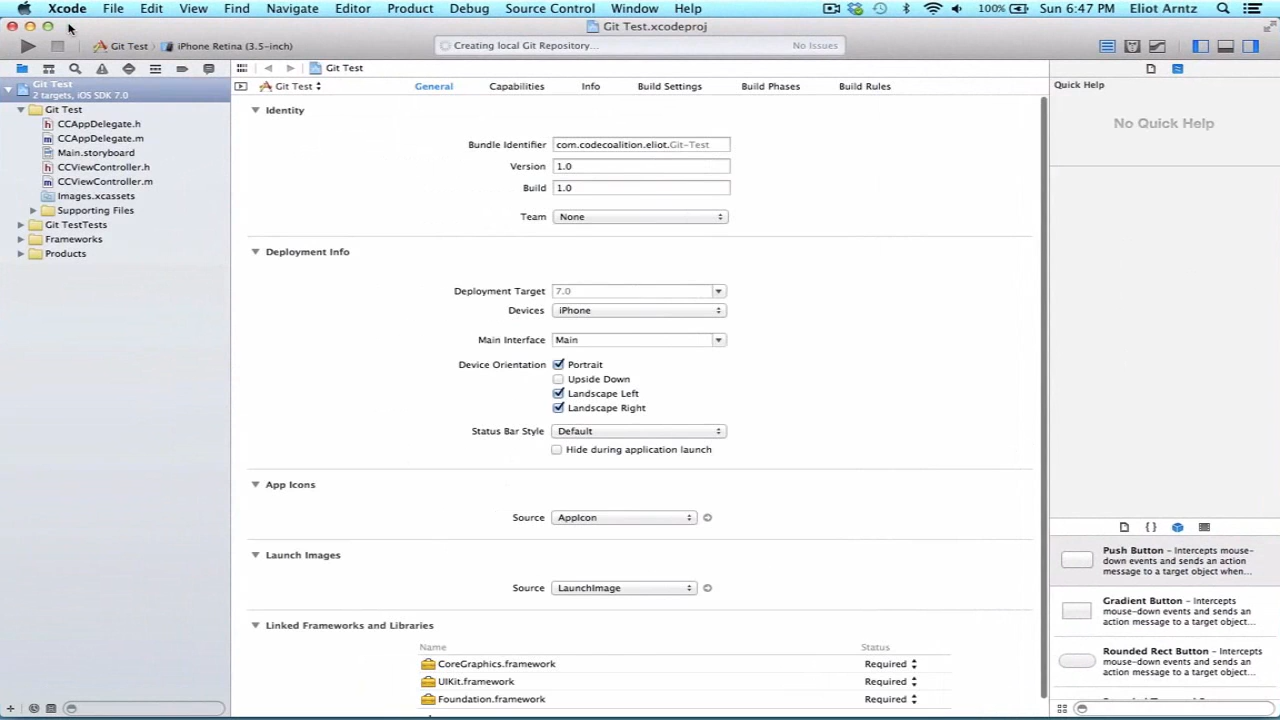 Xcode File Edit View Find Navigate Editor Product Debug Source Control Window Help 100% Sun 6:47 PM Eliot Arntz
Git Test.xcodeproj
Git Test iPhone Retina (3.5-inch) Creating local Git Repository... No Issues
Git Test
Git Test
2 targets, iOS SDK 7.0
Git Test
CCAppDelegate.h
CCAppDelegate.m
Main.storyboard
CCViewController.h
CCViewController.m
Images.xcassets
Supporting Files
Git TestTests
Frameworks
Products
Git Test General Capabilities Info Build Settings Build Phases Build Rules
Identity
Bundle Identifier com.codecoalition.eliot.Git-Test
Version 1.0
Build 1.0
Team None
Deployment Info
Deployment Target 7.0
Devices iPhone
Main Interface Main
Device Orientation Portrait
Upside Down
Landscape Left
Landscape Right
Status Bar Style Default
Hide during application launch
App Icons
Source AppIcon
Launch Images
Source LaunchImage
Linked Frameworks and Libraries
Name Status
CoreGraphics.framework Required
UIKit.framework Required
Foundation.framework Required
Quick Help
No Quick Help
Push Button - Intercepts mouse-
down events and sends an action
message to a target object when...
Gradient Button - Intercepts
mouse-down events and sends an
action message to a target object...
Rounded Rect Button - Intercepts
mouse-down events and sends an
action message to a target object...